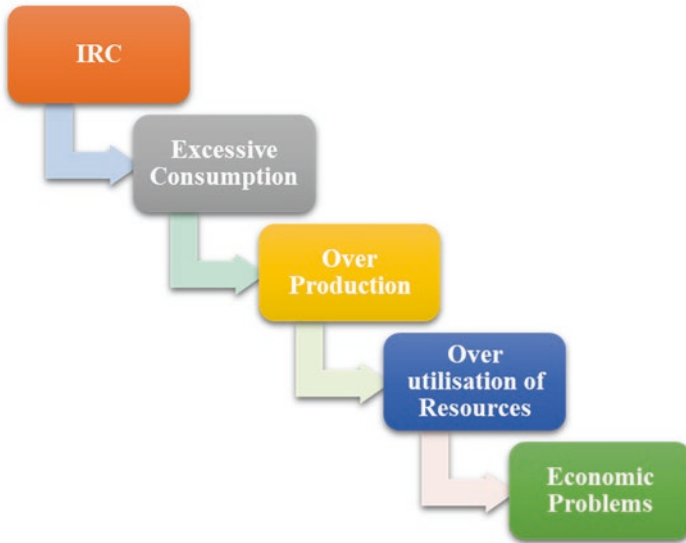 IRC
Excessive
Consumption
Over
Production
Over
utilisation of
Resources
Economic
Problems